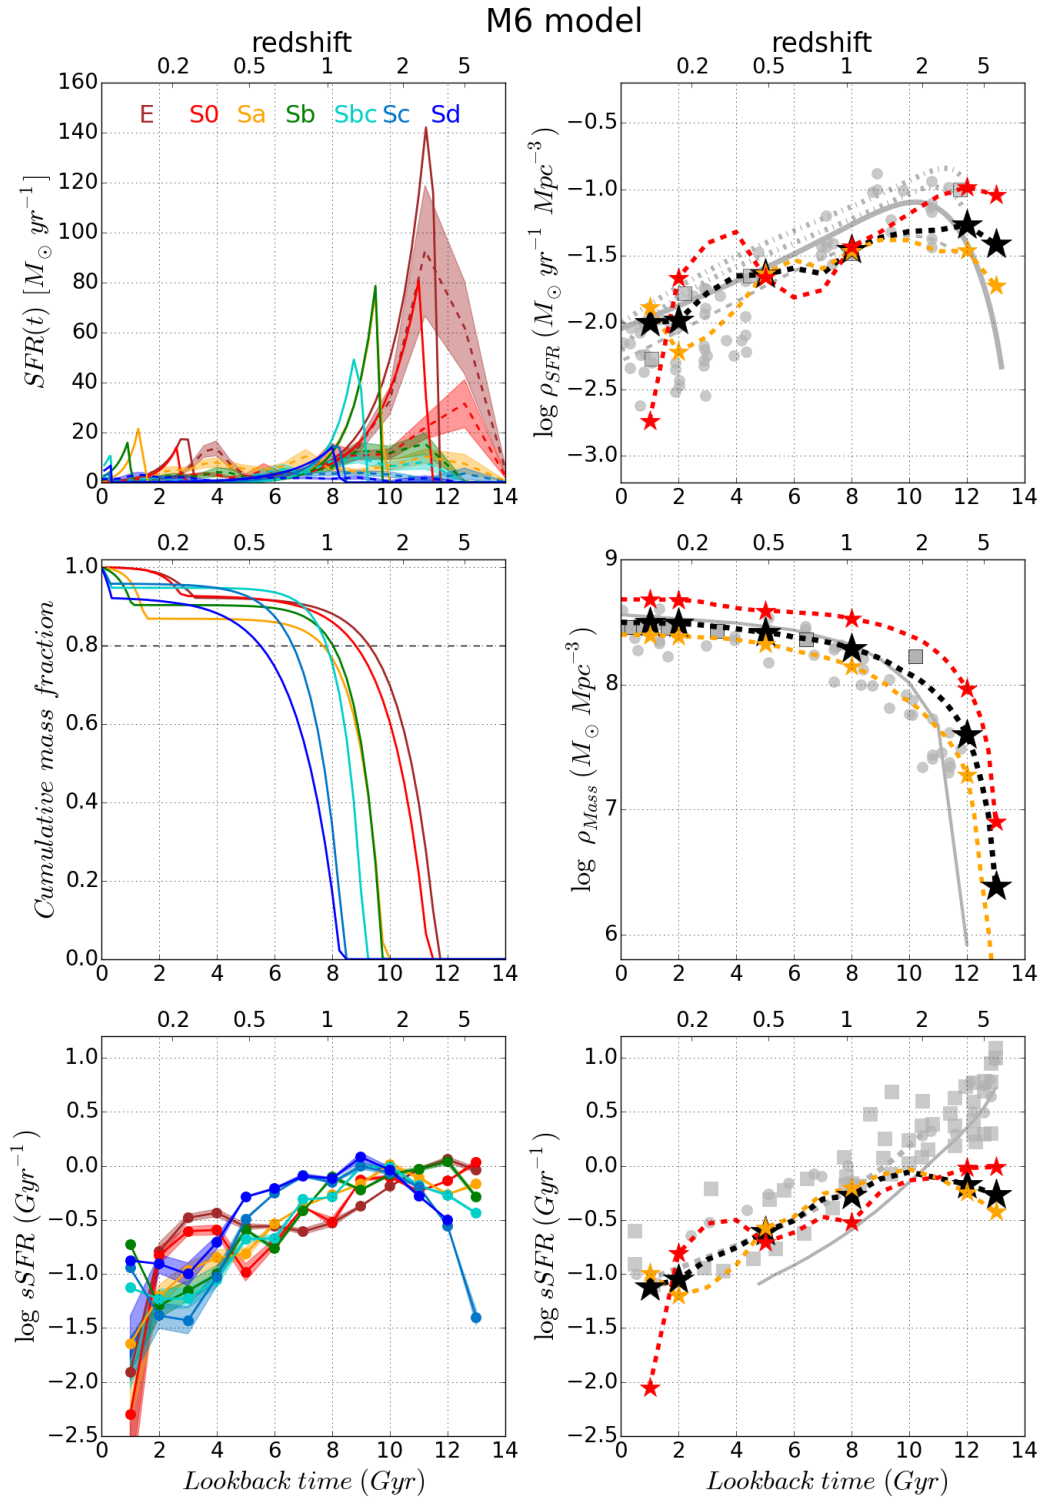 M6 model
redshift
0.2 0.5 1 2 5
160
140
120
100
80
60
40
20
0
SFR(t) [M⊙ yr⁻¹]
E S0 Sa Sb Sbc Sc Sd
0 2 4 6 8 10 12 14
redshift
0.2 0.5 1 2 5
−0.5
−1.0
−1.5
−2.0
−2.5
−3.0
log ρSFR (M⊙ yr⁻¹ Mpc⁻³)
0 2 4 6 8 10 12 14
0.2 0.5 1 2 5
1.0
0.8
0.6
0.4
0.2
0.0
Cumulative mass fraction
0 2 4 6 8 10 12 14
0.2 0.5 1 2 5
9
8
7
6
log ρMass (M⊙ Mpc⁻³)
0 2 4 6 8 10 12 14
0.2 0.5 1 2 5
1.0
0.5
0.0
−0.5
−1.0
−1.5
−2.0
−2.5
log sSFR (Gyr⁻¹)
0 2 4 6 8 10 12 14
Lookback time (Gyr)
0.2 0.5 1 2 5
1.0
0.5
0.0
−0.5
−1.0
−1.5
−2.0
−2.5
log sSFR (Gyr⁻¹)
0 2 4 6 8 10 12 14
Lookback time (Gyr)